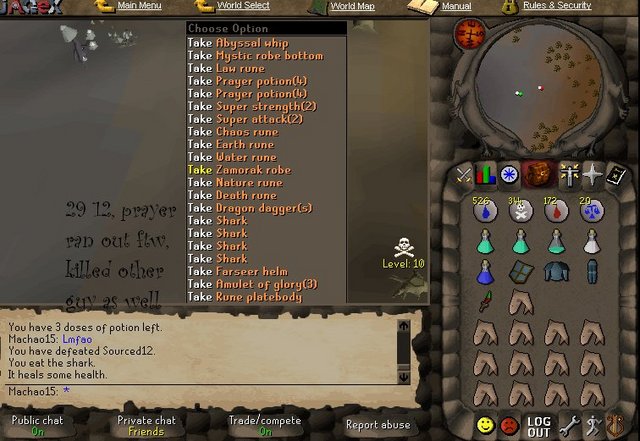 JAGEX Main Menu World Select World Map Manual Rules & Security
Choose Option
Take Abyssal whip
Take Mystic robe bottom
Take Law rune
Take Prayer potion(4)
Take Prayer potion(4)
Take Super strength(2)
Take Super attack(2)
Take Chaos rune
Take Earth rune
Take Water rune
Take Zamorak robe
Take Nature rune
Take Death rune
Take Dragon dagger(s)
Take Shark
Take Shark
Take Shark
Take Shark
Take Farseer helm
Take Amulet of glory(3)
Take Rune platebody
29 12, prayer
ran out ftw,
killed other
guy as well
Level: 10
You have 3 doses of potion left.
Machao15: Lmfao
You have defeated Sourced12.
You eat the shark.
It heals some health.
Machao15: *
Public chat
On
Private chat
Friends
Trade/compete
On
Report abuse
526 172 20
LOG
OUT